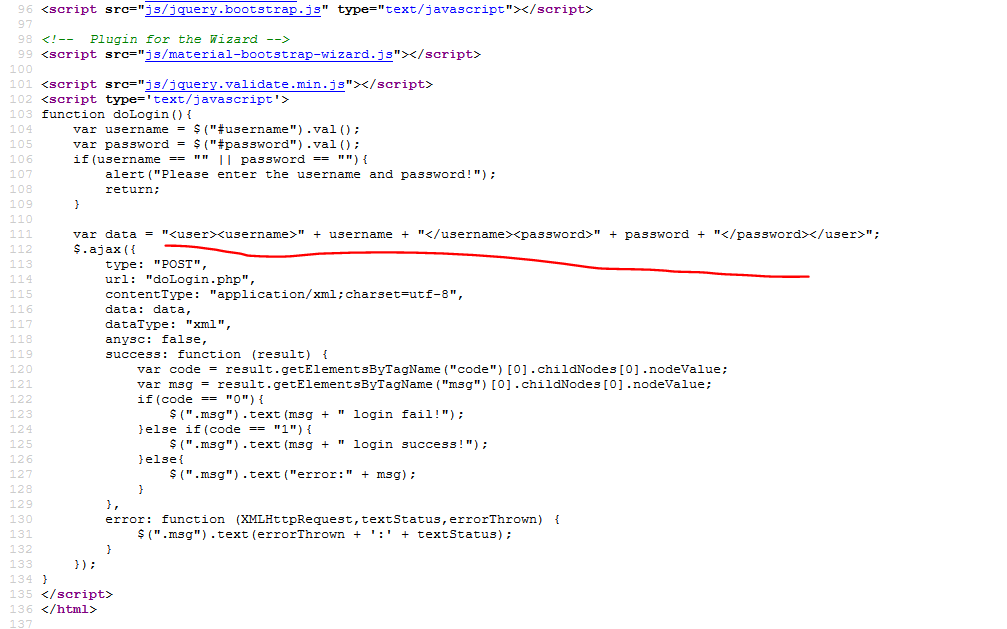 96 <script src="js/jquery.bootstrap.js" type="text/javascript"></script>
97
98 <!--  Plugin for the Wizard -->
99 <script src="js/material-bootstrap-wizard.js"></script>
100
101 <script src="js/jquery.validate.min.js"></script>
102 <script type='text/javascript'>
103 function doLogin(){
104     var username = $("#username").val();
105     var password = $("#password").val();
106     if(username == "" || password == ""){
107         alert("Please enter the username and password!");
108         return;
109     }
110
111     var data = "<user><username>" + username + "</username><password>" + password + "</password></user>";
112     $.ajax({
113         type: "POST",
114         url: "doLogin.php",
115         contentType: "application/xml;charset=utf-8",
116         data: data,
117         dataType: "xml",
118         anysc: false,
119         success: function (result) {
120             var code = result.getElementsByTagName("code")[0].childNodes[0].nodeValue;
121             var msg = result.getElementsByTagName("msg")[0].childNodes[0].nodeValue;
122             if(code == "0"){
123                 $(".msg").text(msg + " login fail!");
124             }else if(code == "1"){
125                 $(".msg").text(msg + " login success!");
126             }else{
127                 $(".msg").text("error:" + msg);
128             }
129         },
130         error: function (XMLHttpRequest,textStatus,errorThrown) {
131             $(".msg").text(errorThrown + ':' + textStatus);
132         }
133     });
134 }
135 </script>
136 </html>
137